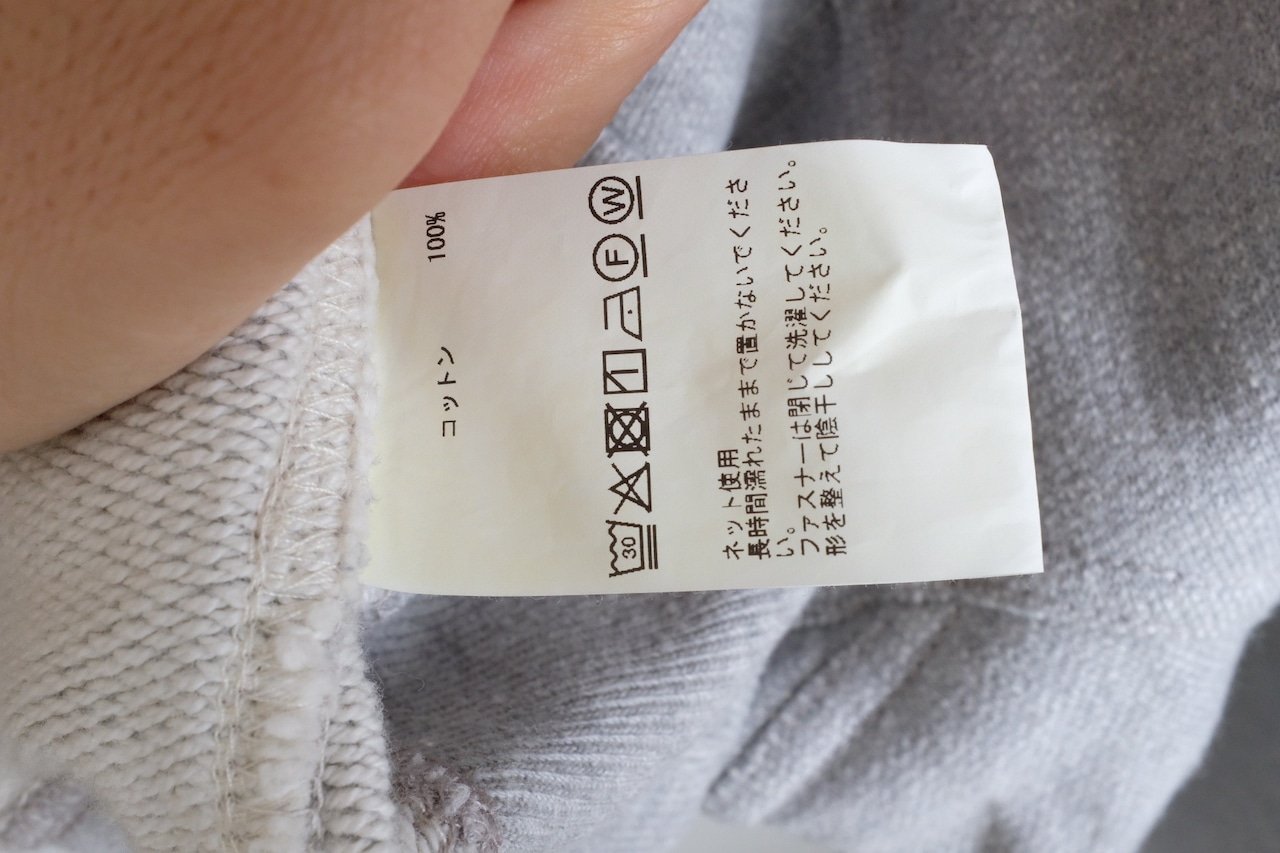 コットン 100%
30 F W
ネット使用
長時間濡れたままで置かないでくださ
い。
ファスナーは閉じて洗濯してください。
形を整えて陰干ししてください。